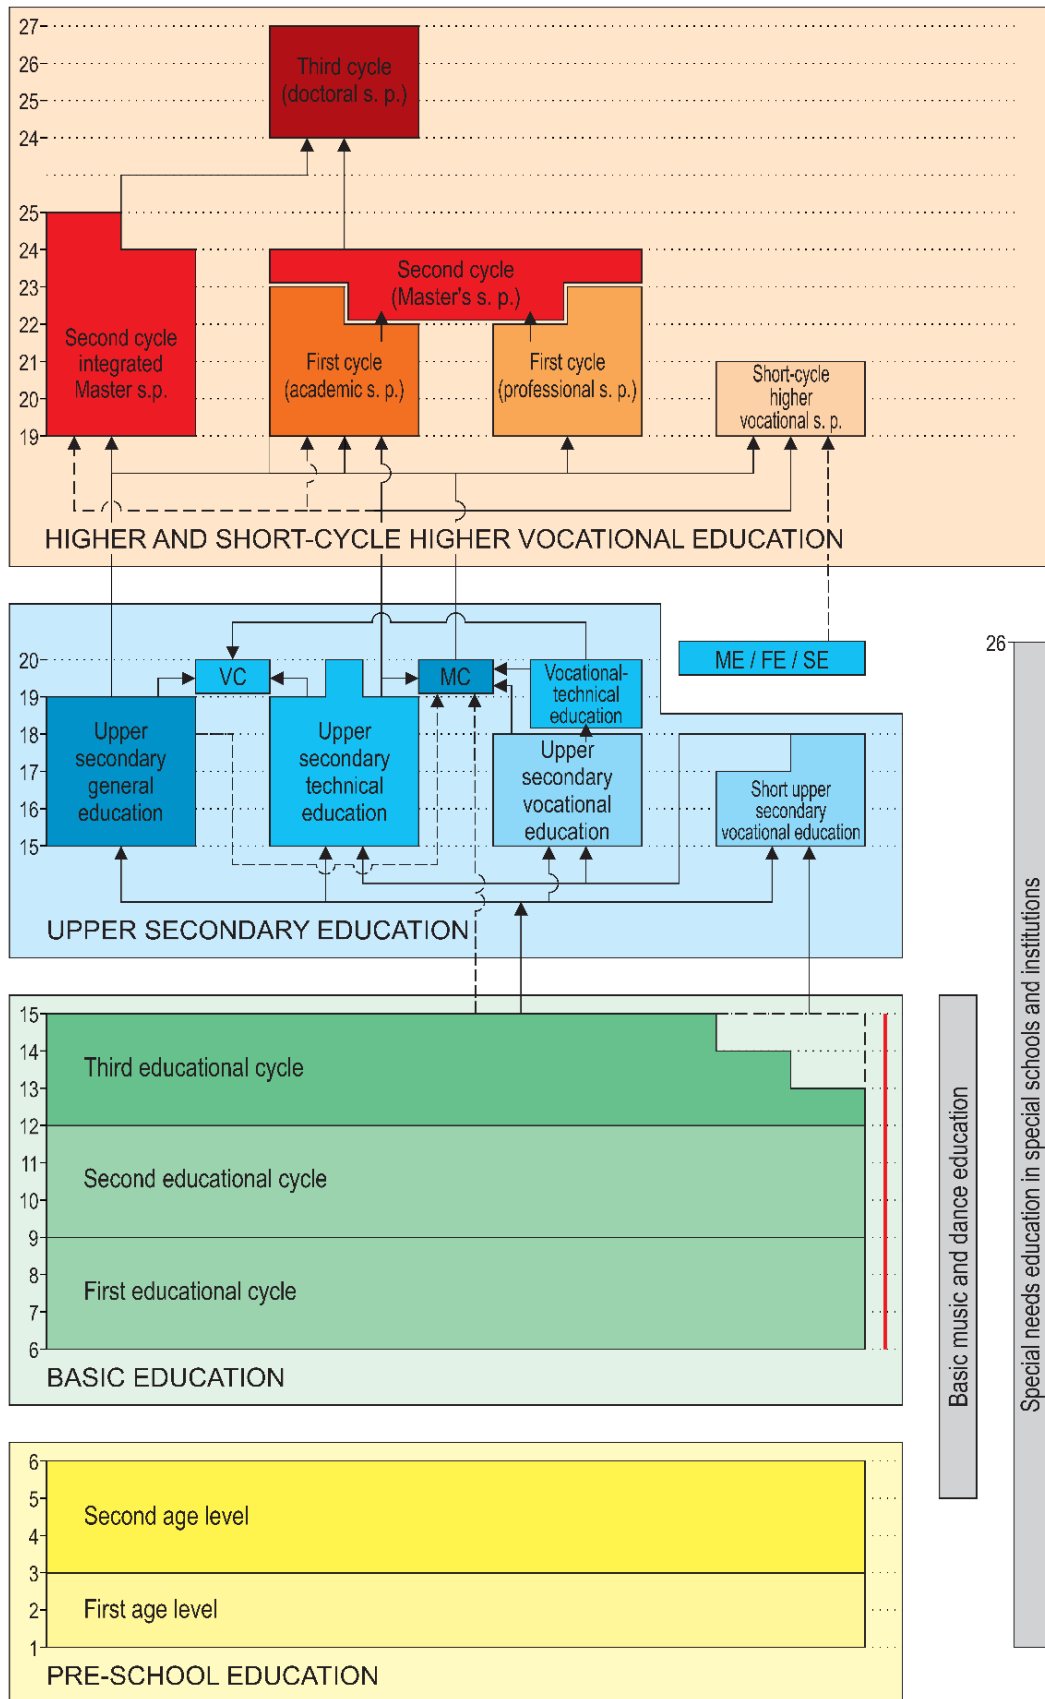 27
26
25
24
Third cycle
(doctoral s. p.)
25
24
23
22
21
20
19
Second cycle
(Master's s. p.)
Second cycle
integrated
Master s.p.
First cycle
(academic s. p.)
First cycle
(professional s. p.)
Short-cycle
higher
vocational s. p.
HIGHER AND SHORT-CYCLE HIGHER VOCATIONAL EDUCATION
20
19
18
17
16
15
VC
MC
Vocational-
technical
education
ME / FE / SE
Upper
secondary
general
education
Upper
secondary
technical
education
Upper
secondary
vocational
education
Short upper
secondary
vocational education
UPPER SECONDARY EDUCATION
26
Special needs education in special schools and institutions
15
14
13
12
11
10
9
8
7
6
Third educational cycle
Second educational cycle
First educational cycle
BASIC EDUCATION
Basic music and dance education
6
5
4
3
2
1
Second age level
First age level
PRE-SCHOOL EDUCATION